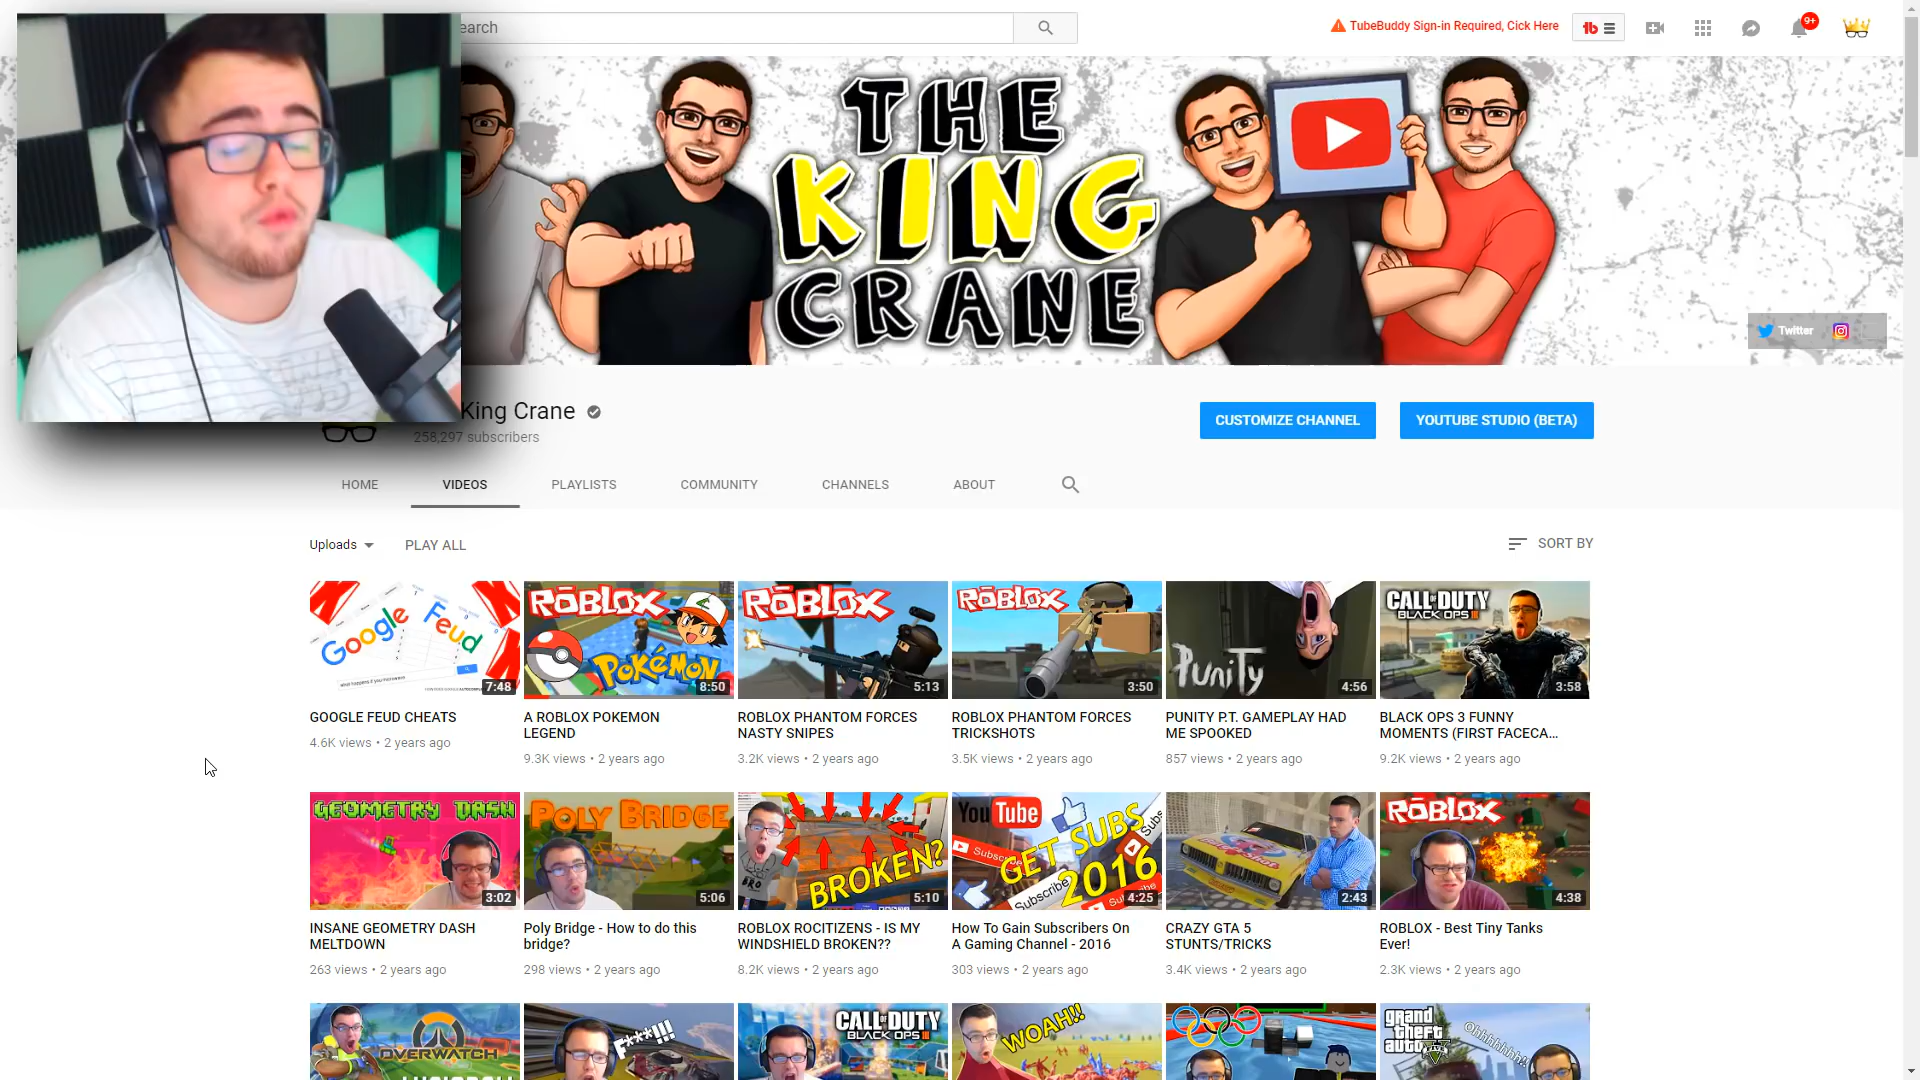 earch
TubeBuddy Sign-in Required, Cick Here
tb
9+
THE
KING
CRANE
Twitter
King Crane
258,297 subscribers
CUSTOMIZE CHANNEL
YOUTUBE STUDIO (BETA)
HOME
VIDEOS
PLAYLISTS
COMMUNITY
CHANNELS
ABOUT
Uploads
PLAY ALL
SORT BY
Google Feud
7:48
ROBLOX
POKéMON
8:50
ROBLOX
5:13
ROBLOX
3:50
PUNITY
4:56
CALL OF DUTY
BLACK OPS III
3:58
GOOGLE FEUD CHEATS
4.6K views • 2 years ago
A ROBLOX POKEMON
LEGEND
9.3K views • 2 years ago
ROBLOX PHANTOM FORCES
NASTY SNIPES
3.2K views • 2 years ago
ROBLOX PHANTOM FORCES
TRICKSHOTS
3.5K views • 2 years ago
PUNITY P.T. GAMEPLAY HAD
ME SPOOKED
857 views • 2 years ago
BLACK OPS 3 FUNNY
MOMENTS (FIRST FACECA...
9.2K views • 2 years ago
GEOMETRY DASH
3:02
POLY BRIDGE
5:06
BRO
BROKEN?
5:10
YouTube
Subscribe
GET SUBS
2016
4:25
2:43
ROBLOX
4:38
INSANE GEOMETRY DASH
MELTDOWN
263 views • 2 years ago
Poly Bridge - How to do this
bridge?
298 views • 2 years ago
ROBLOX ROCITIZENS - IS MY
WINDSHIELD BROKEN??
8.2K views • 2 years ago
How To Gain Subscribers On
A Gaming Channel - 2016
303 views • 2 years ago
CRAZY GTA 5
STUNTS/TRICKS
3.4K views • 2 years ago
ROBLOX - Best Tiny Tanks
Ever!
2.3K views • 2 years ago
OVERWATCH
F***!!!
CALL OF DUTY
BLACK OPS III
WOAH!!
grand
theft
auto V
Ohhhhhhh!!